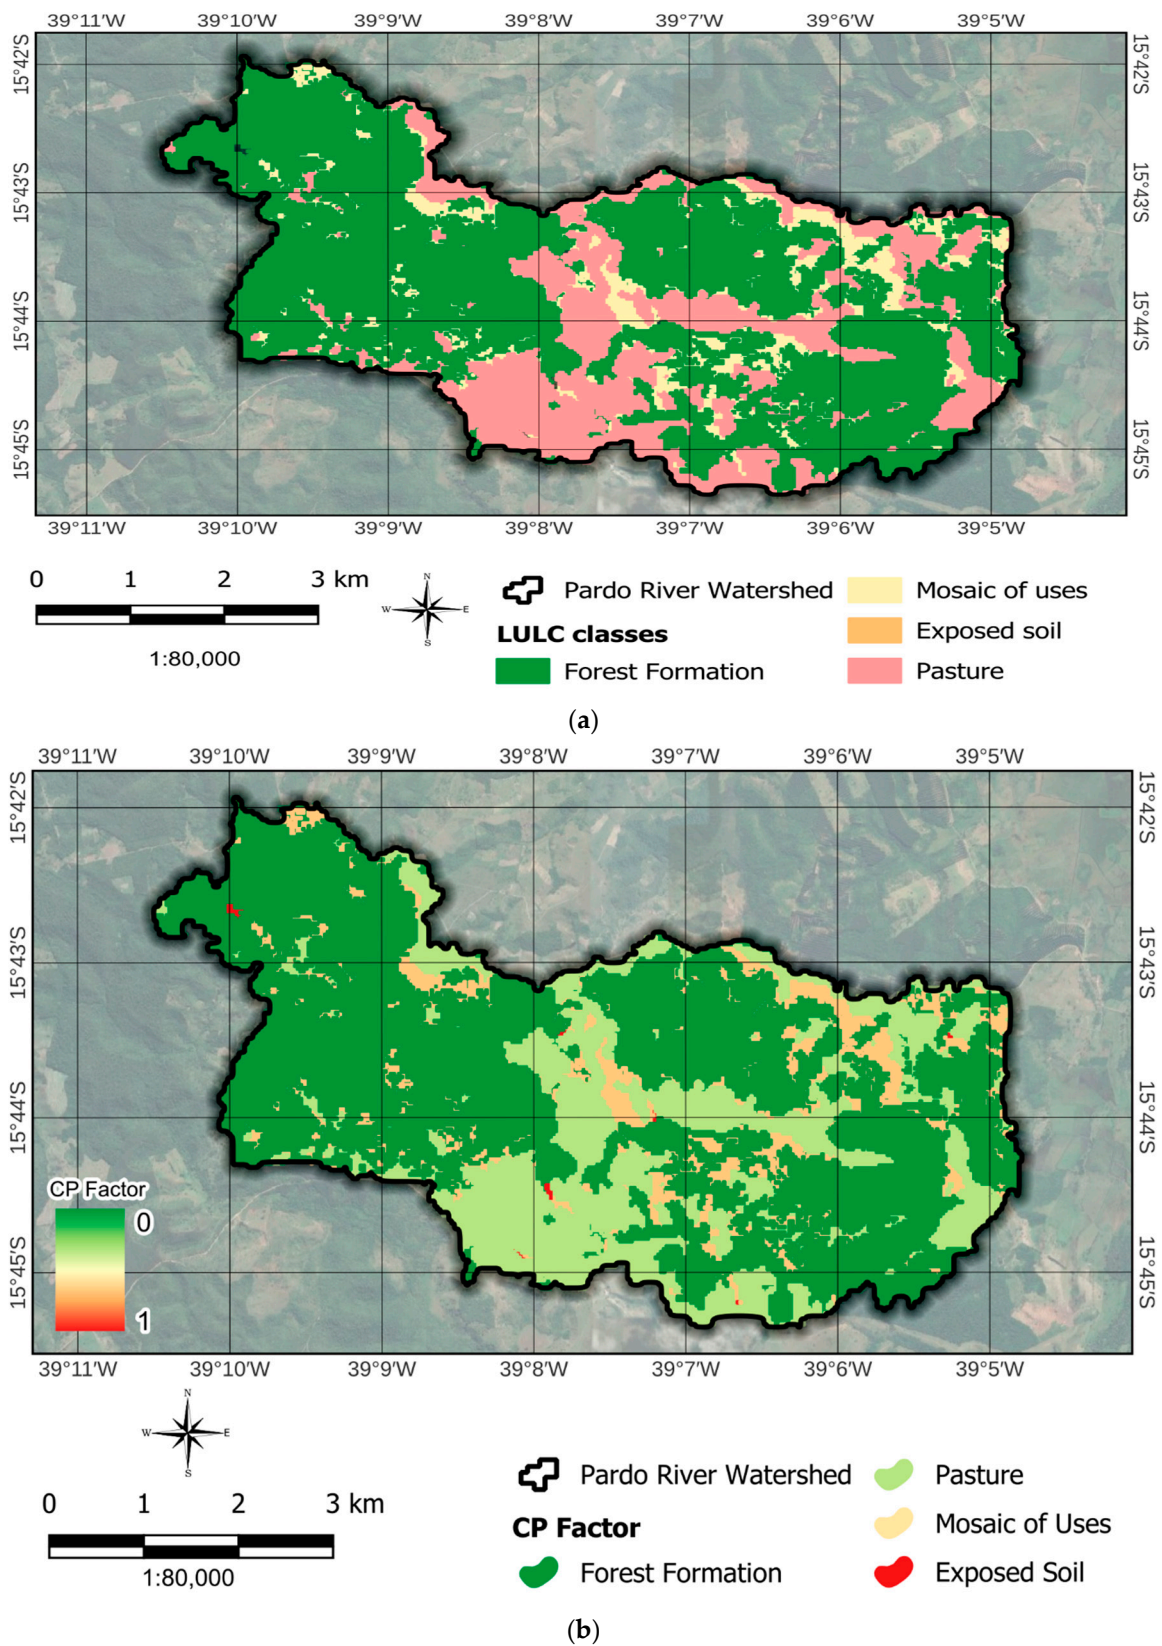 39°11'W 39°10'W 39°9'W 39°8'W 39°7'W 39°6'W 39°5'W
15°42'S 15°42'S
15°43'S 15°43'S
15°44'S 15°44'S
15°45'S 15°45'S
39°11'W 39°10'W 39°9'W 39°8'W 39°7'W 39°6'W 39°5'W
0 1 2 3 km
1:80,000
N
W E
S
Pardo River Watershed
LULC classes
Forest Formation
Mosaic of uses
Exposed soil
Pasture
(a)
39°11'W 39°10'W 39°9'W 39°8'W 39°7'W 39°6'W 39°5'W
15°42'S 15°42'S
15°43'S 15°43'S
15°44'S 15°44'S
15°45'S 15°45'S
CP Factor
0
1
39°11'W 39°10'W 39°9'W 39°8'W 39°7'W 39°6'W 39°5'W
N
W E
S
0 1 2 3 km
1:80,000
Pardo River Watershed
CP Factor
Forest Formation
Pasture
Mosaic of Uses
Exposed Soil
(b)